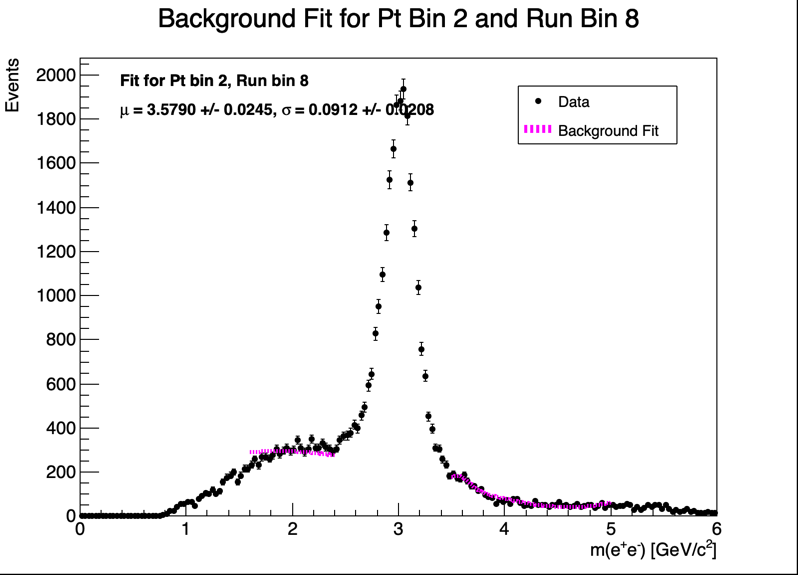 Background Fit for Pt Bin 2 and Run Bin 8
Events
Fit for Pt bin 2, Run bin 8
μ = 3.5790 +/- 0.0245, σ = 0.0912 +/- 0.0208
Data
Background Fit
2000
1800
1600
1400
1200
1000
800
600
400
200
0
0 1 2 3 4 5 6
m(e⁺e⁻) [GeV/c²]